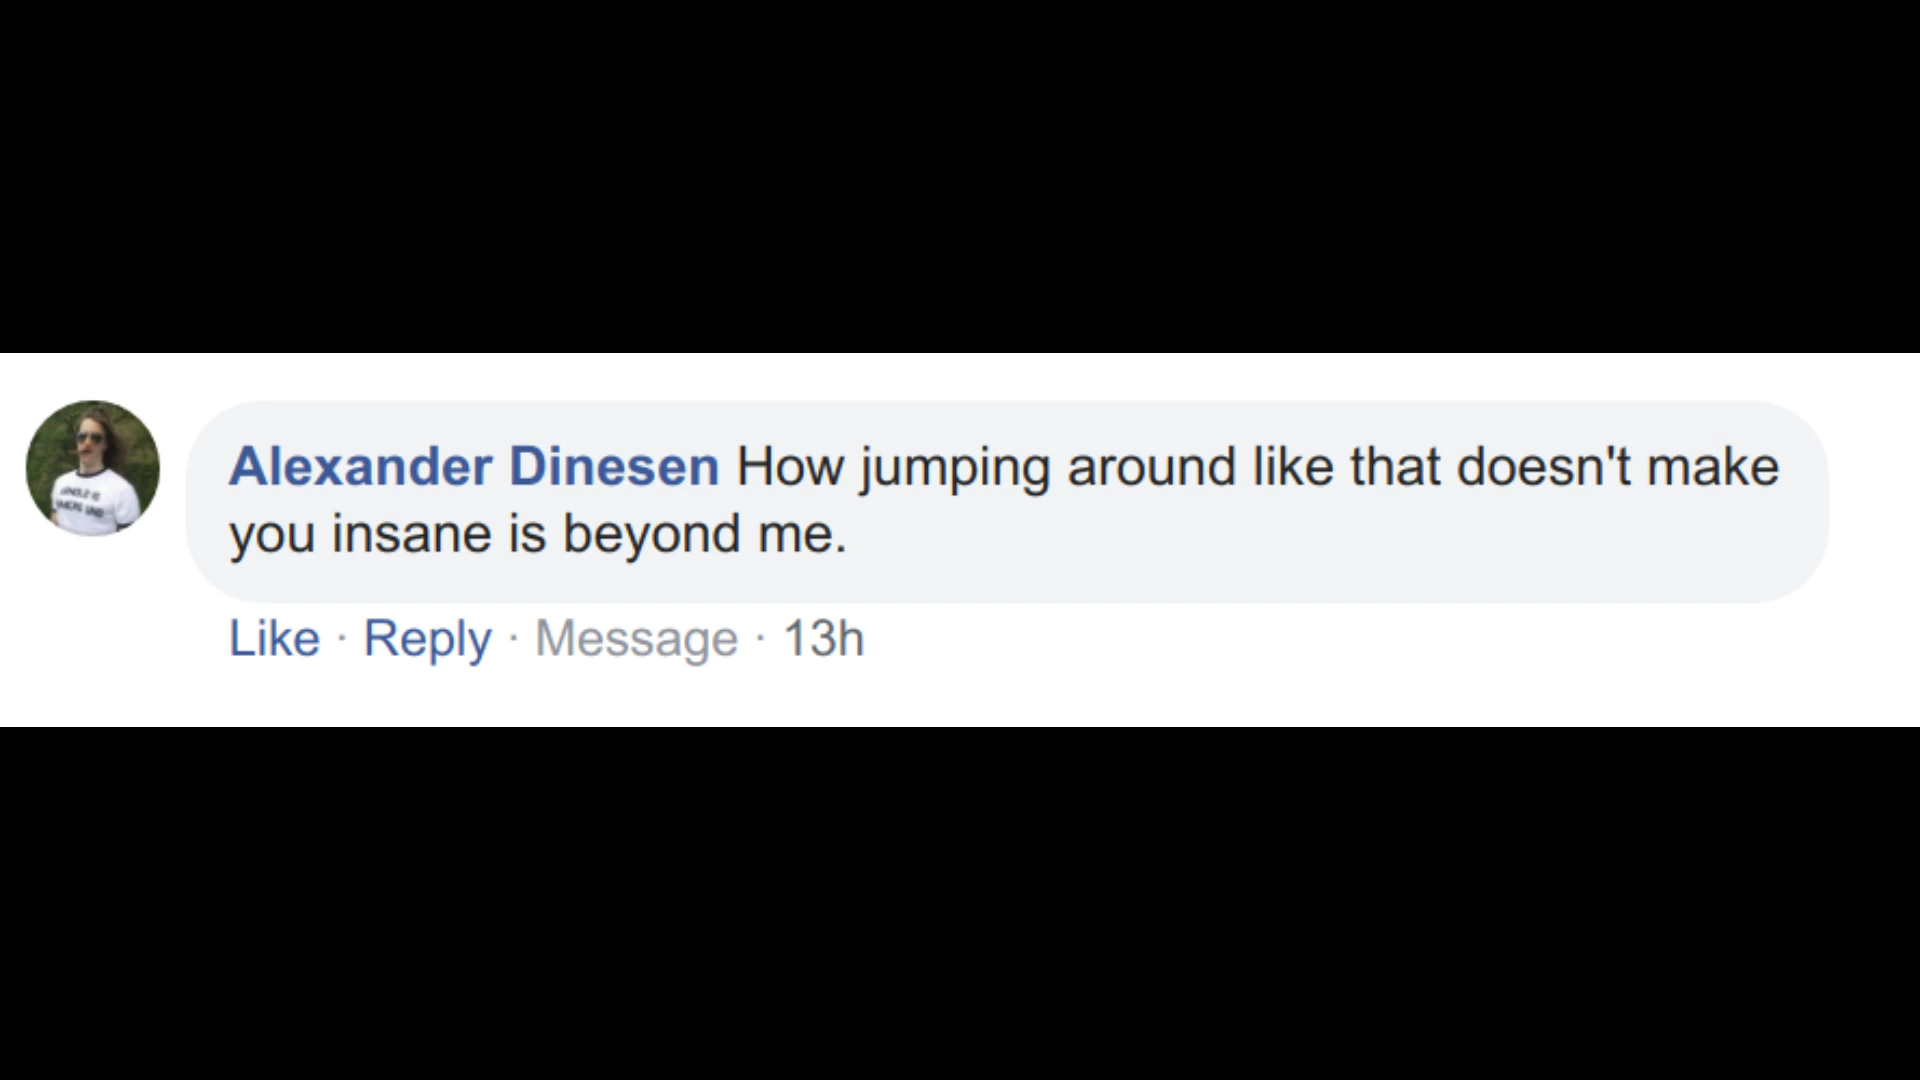 Alexander Dinesen How jumping around like that doesn't make
you insane is beyond me.
Like · Reply · Message · 13h